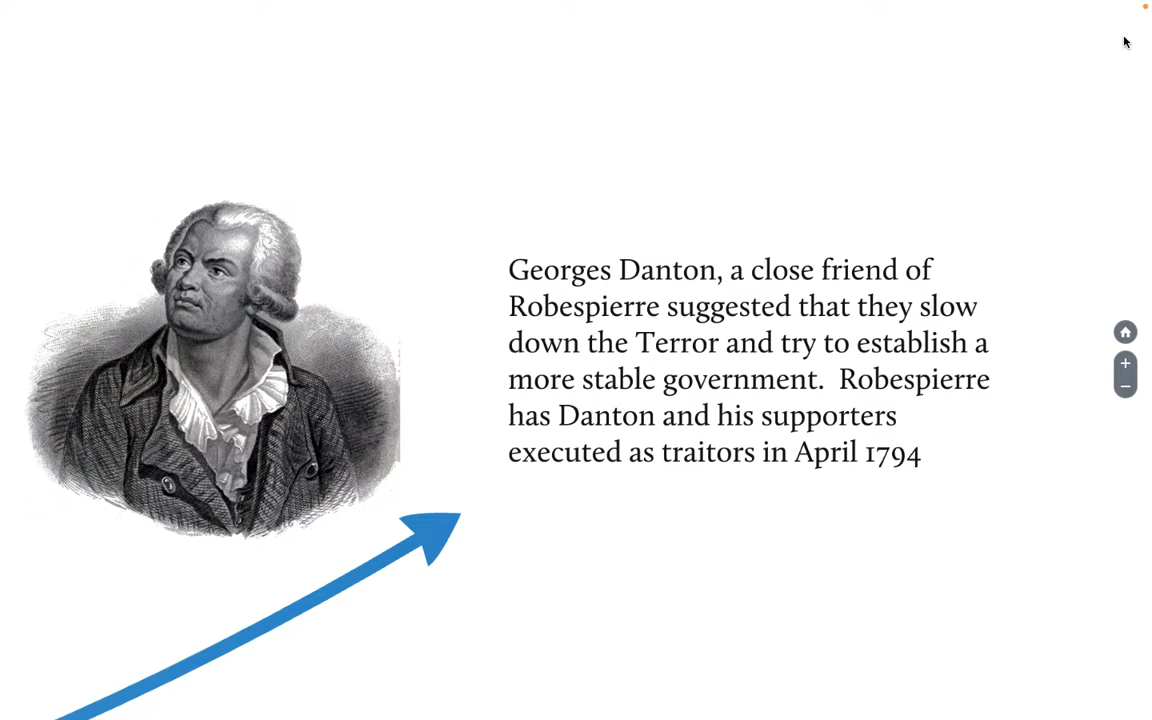 Georges Danton, a close friend of
Robespierre suggested that they slow
down the Terror and try to establish a
more stable government.  Robespierre
has Danton and his supporters
executed as traitors in April 1794